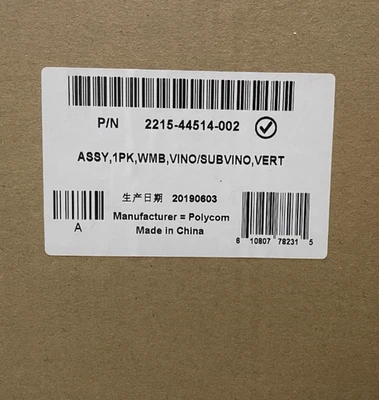 P/N 2215-44514-002
ASSY,1PK,WMB,VINO/SUBVINO,VERT
生产日期 20190603
Manufacturer = Polycom
Made in China
A
6 10807 78231 5